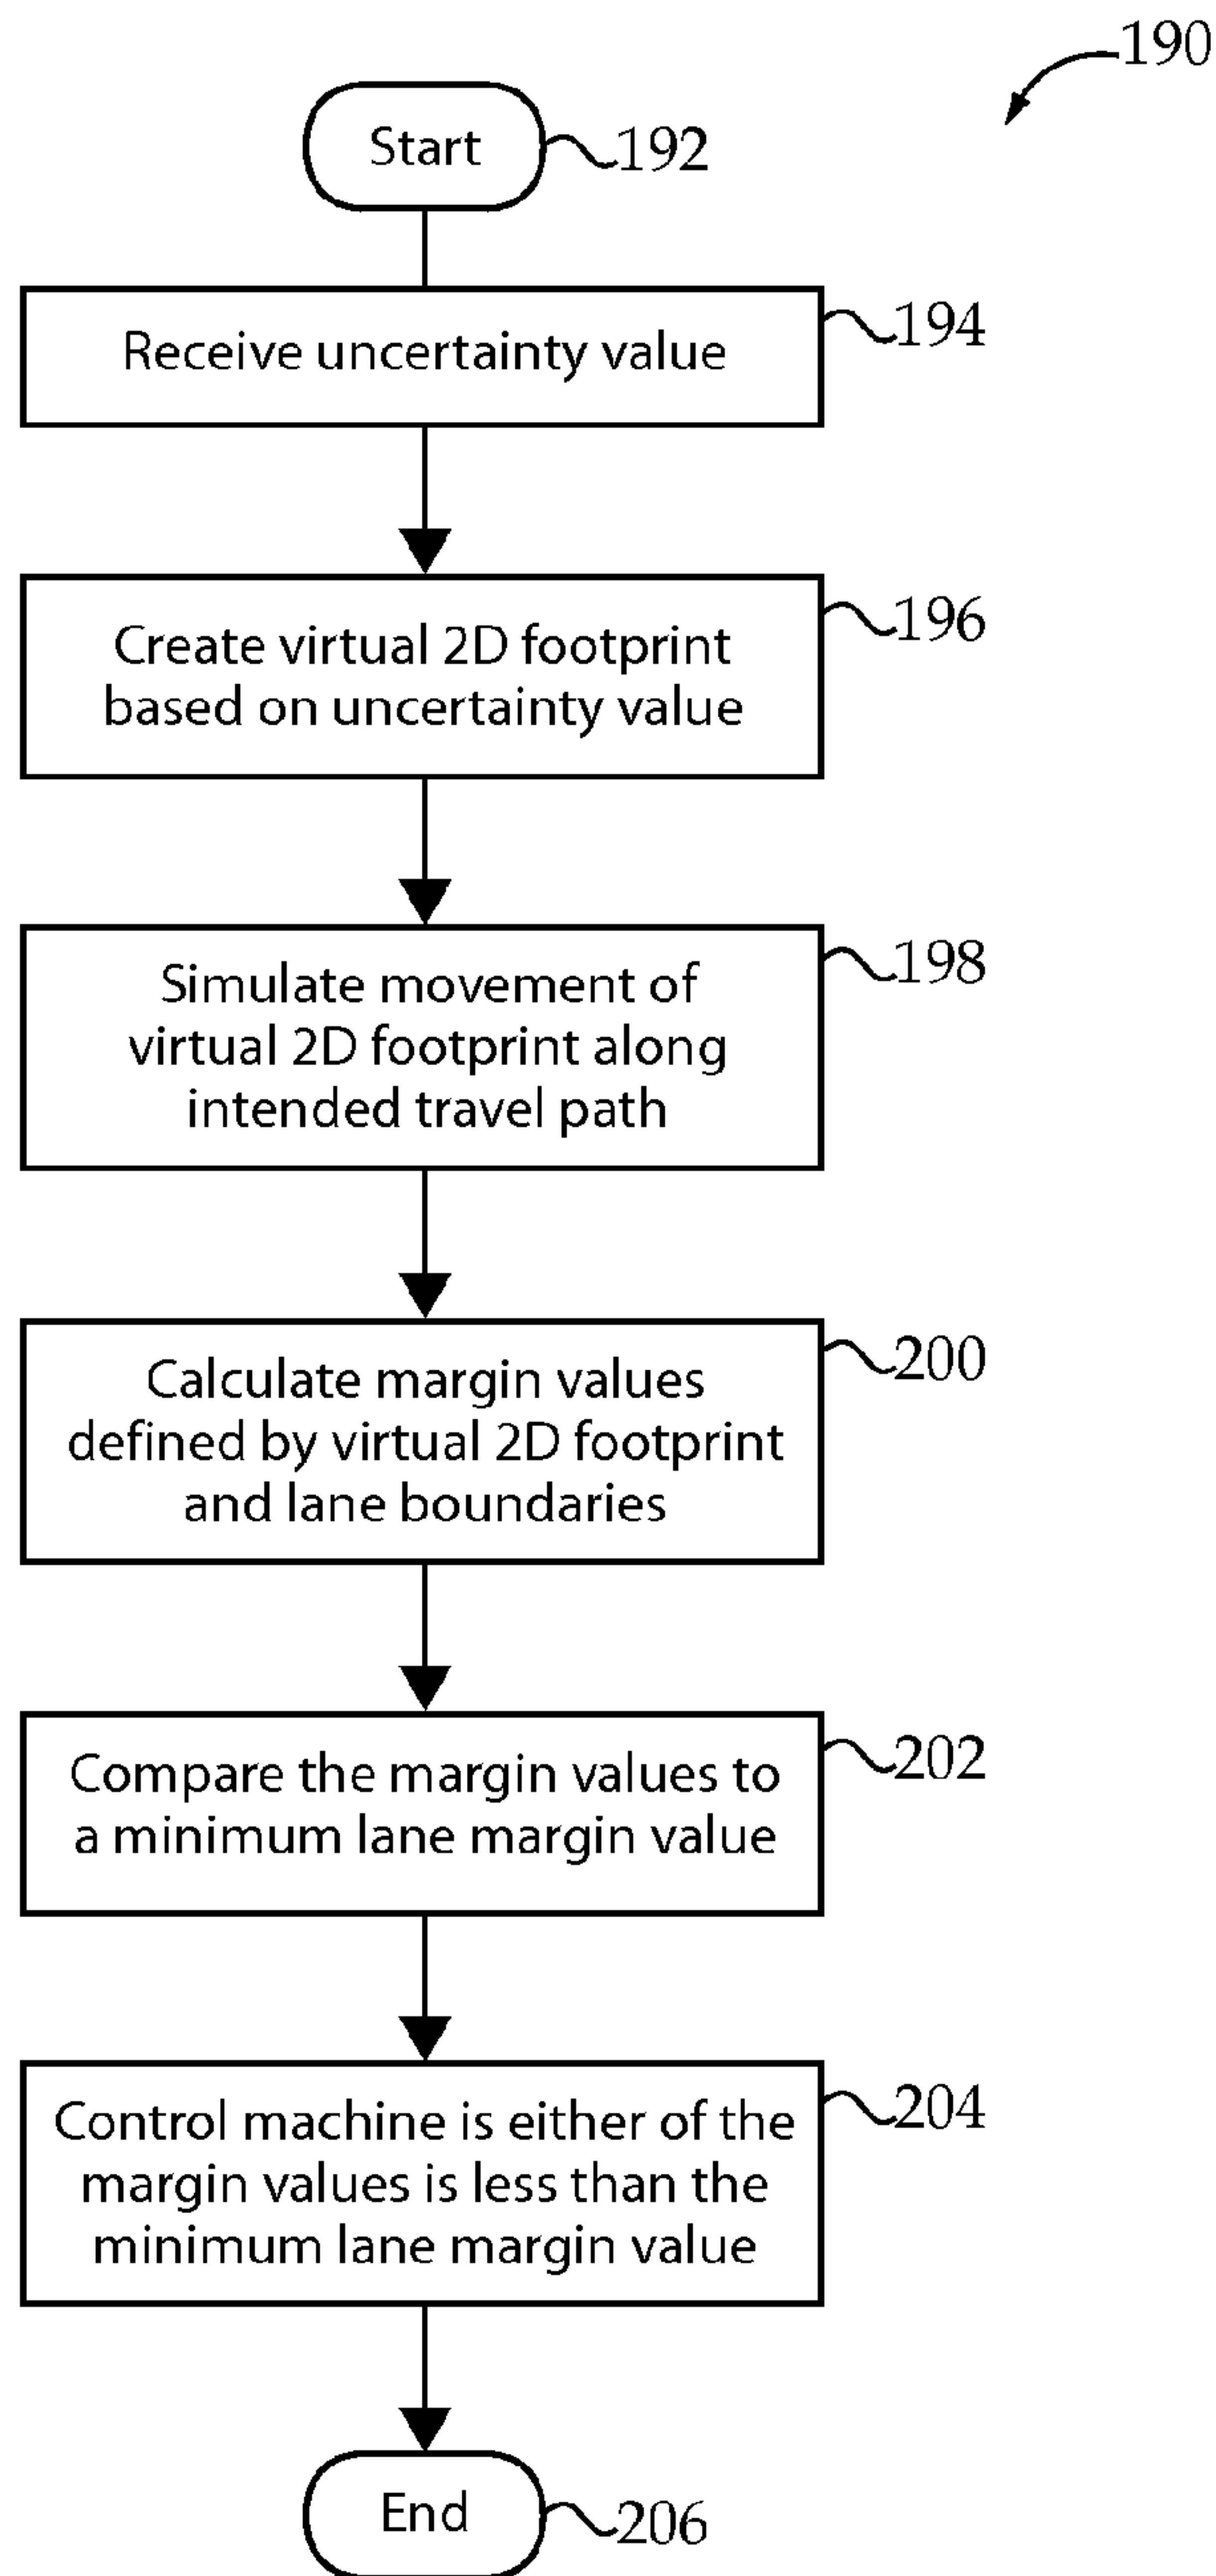 190
Start
192
Receive uncertainty value
194
Create virtual 2D footprint
based on uncertainty value
196
Simulate movement of
virtual 2D footprint along
intended travel path
198
Calculate margin values
defined by virtual 2D footprint
and lane boundaries
200
Compare the margin values to
a minimum lane margin value
202
Control machine is either of the
margin values is less than the
minimum lane margin value
204
End
206